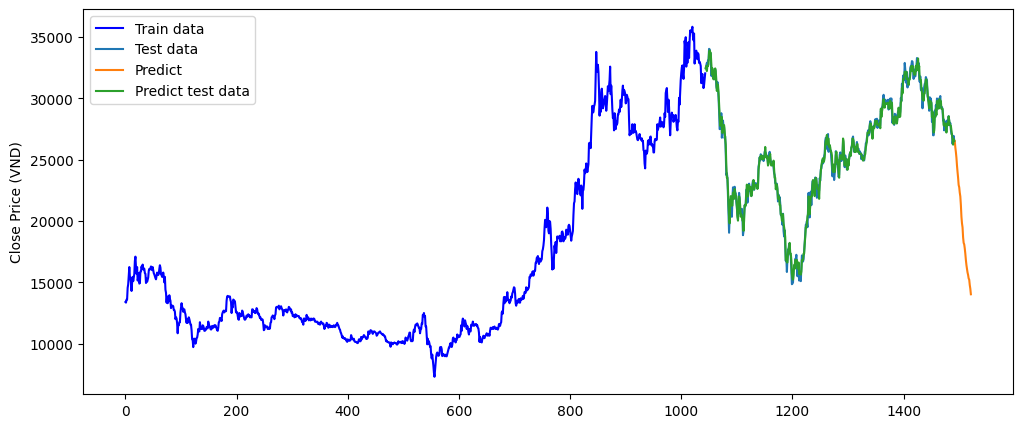 Train data
Test data
Predict
Predict test data
Close Price (VND)
35000
30000
25000
20000
15000
10000
0 200 400 600 800 1000 1200 1400